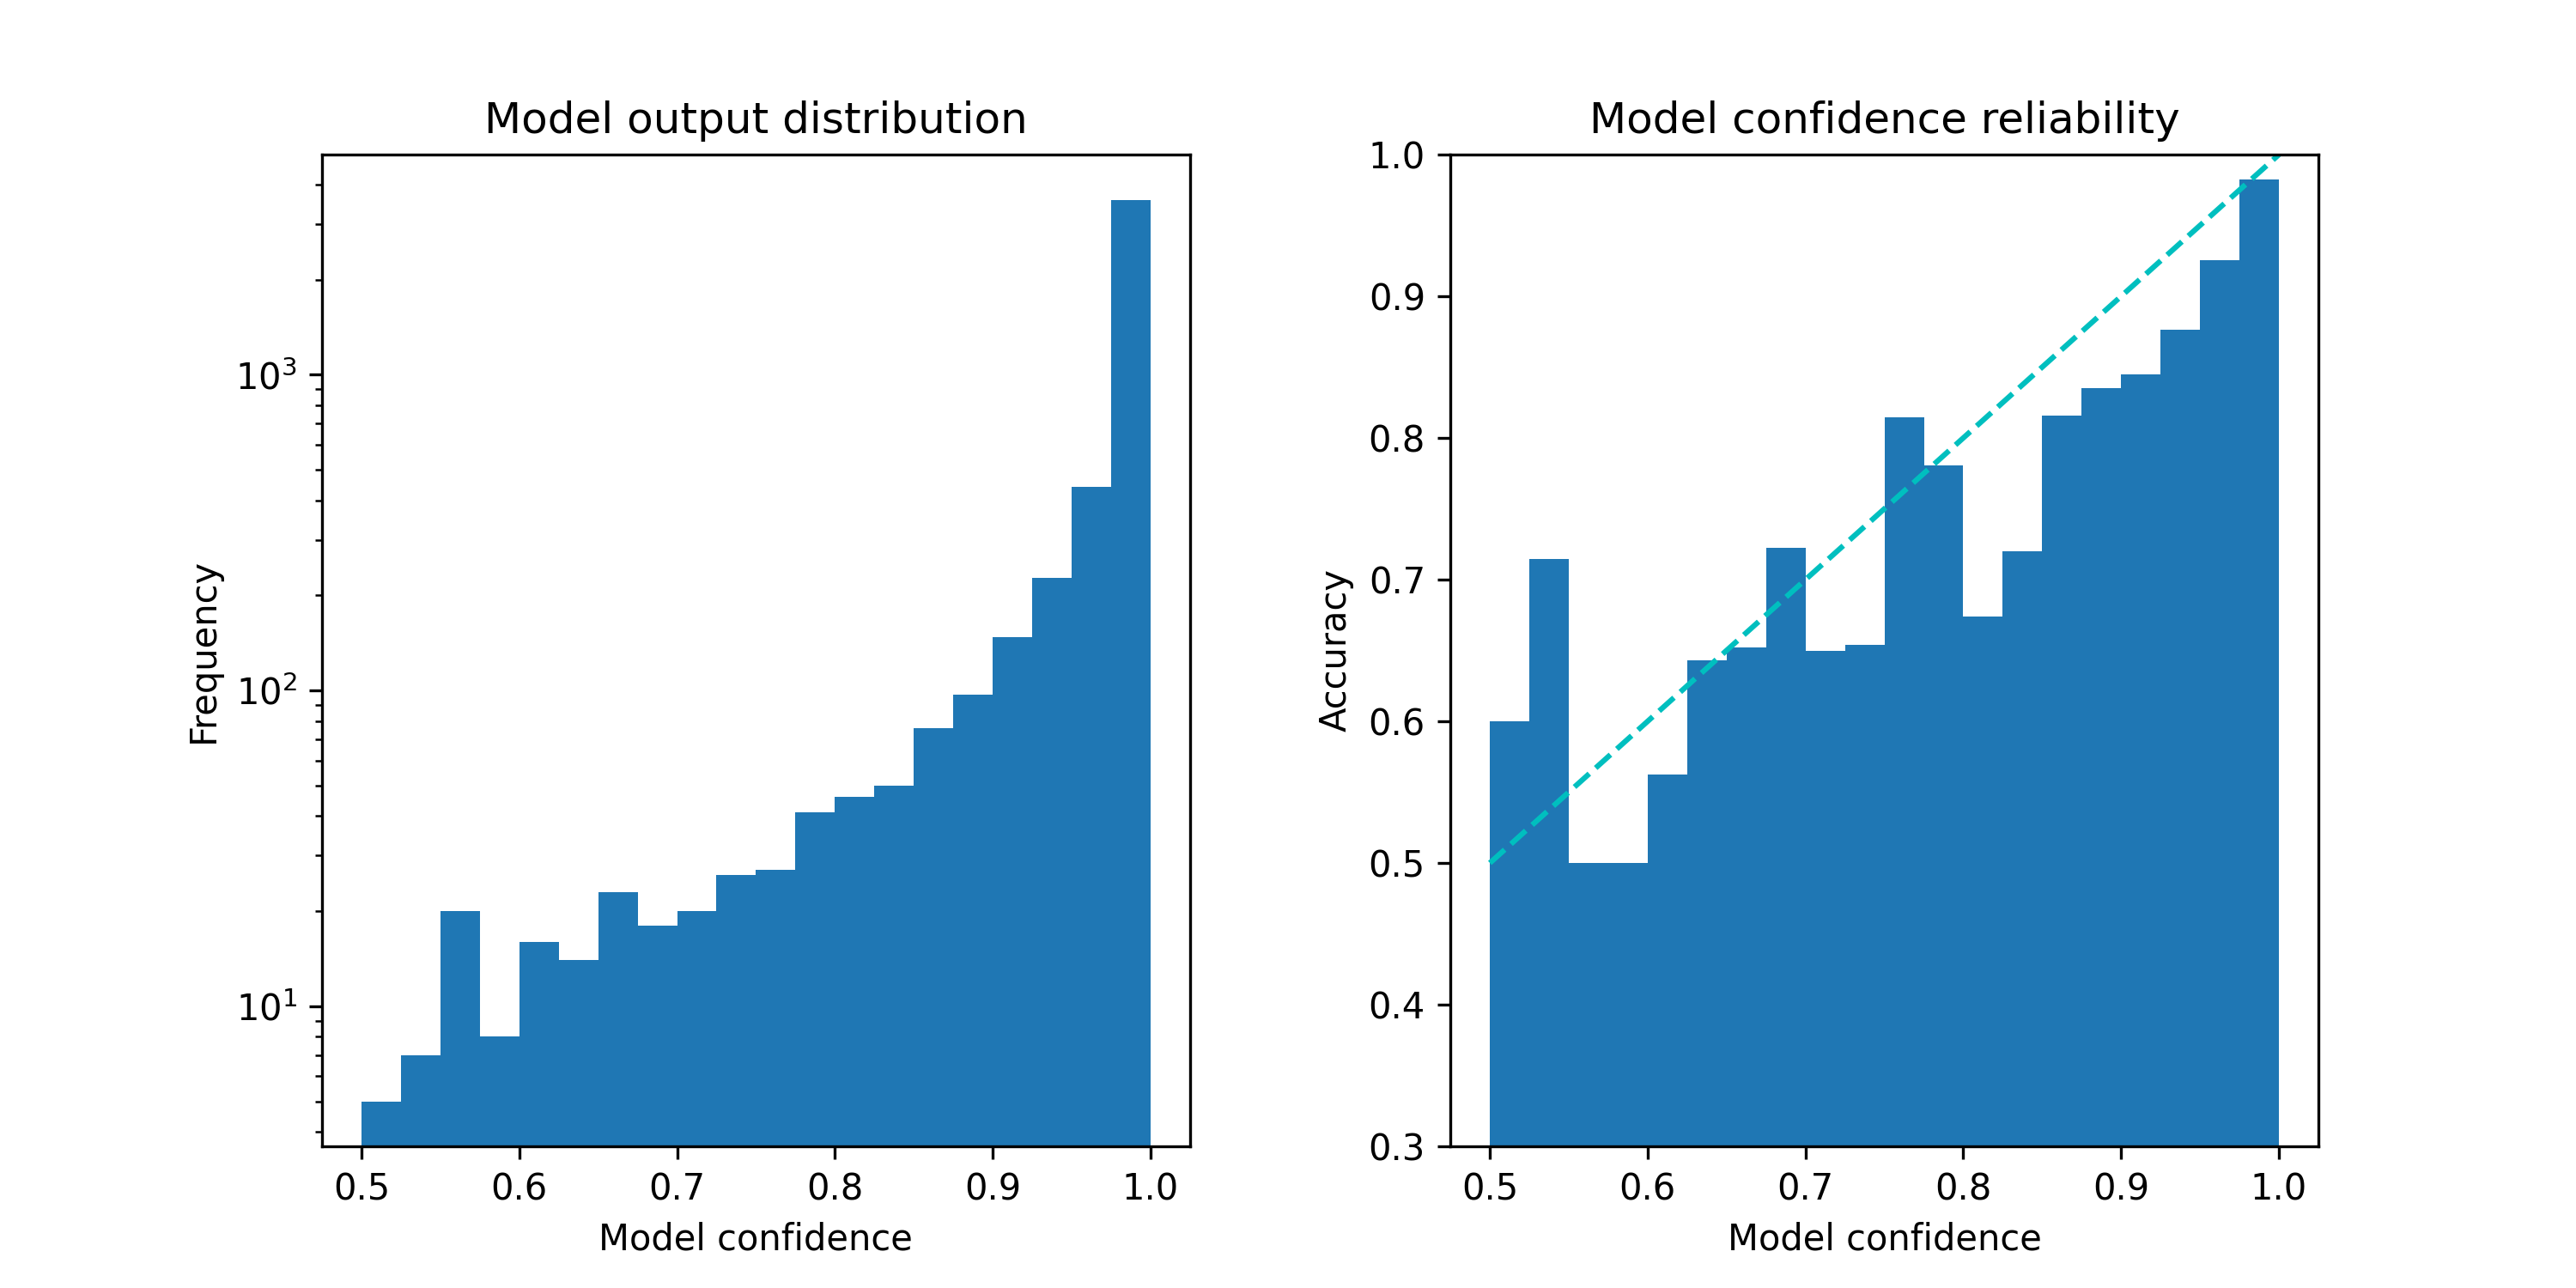 Model output distribution
Frequency
10³
10²
10¹
0.5 0.6 0.7 0.8 0.9 1.0
Model confidence
Model confidence reliability
Accuracy
1.0
0.9
0.8
0.7
0.6
0.5
0.4
0.3
0.5 0.6 0.7 0.8 0.9 1.0
Model confidence